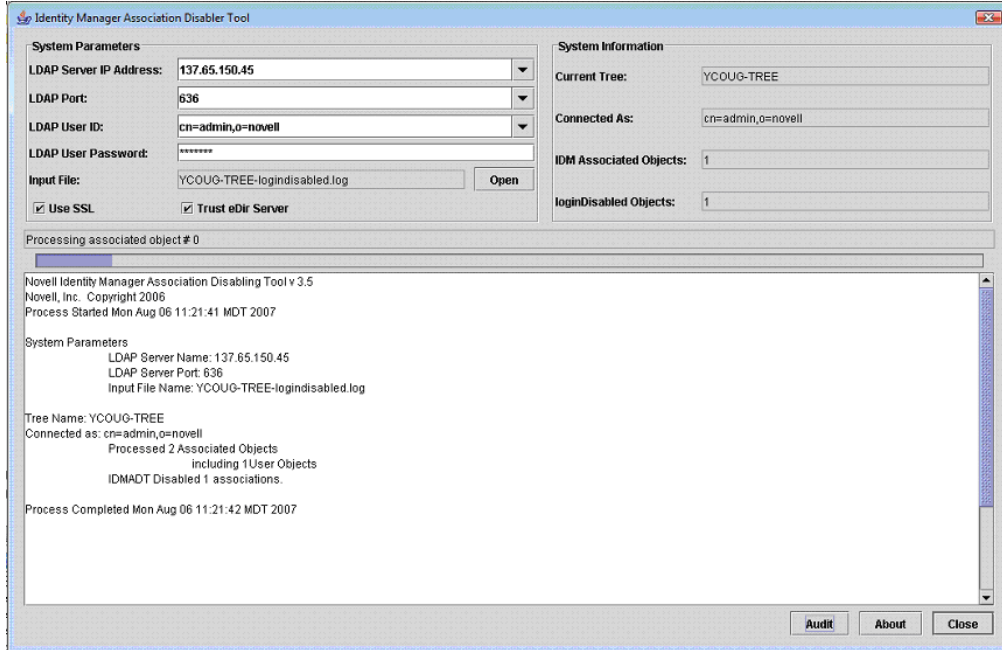 Identity Manager Association Disabler Tool
System Parameters
LDAP Server IP Address: 137.65.150.45
LDAP Port: 636
LDAP User ID: cn=admin,o=novell
LDAP User Password: *******
Input File: YCOUG-TREE-logindisabled.log Open
Use SSL Trust eDir Server
System Information
Current Tree: YCOUG-TREE
Connected As: cn=admin,o=novell
IDM Associated Objects: 1
loginDisabled Objects: 1
Processing associated object # 0
Novell Identity Manager Association Disabling Tool v 3.5
Novell, Inc. Copyright 2006
Process Started Mon Aug 06 11:21:41 MDT 2007
System Parameters
LDAP Server Name: 137.65.150.45
LDAP Server Port: 636
Input File Name: YCOUG-TREE-logindisabled.log
Tree Name: YCOUG-TREE
Connected as: cn=admin,o=novell
Processed 2 Associated Objects
including 1User Objects
IDMADT Disabled 1 associations.
Process Completed Mon Aug 06 11:21:42 MDT 2007
Audit About Close